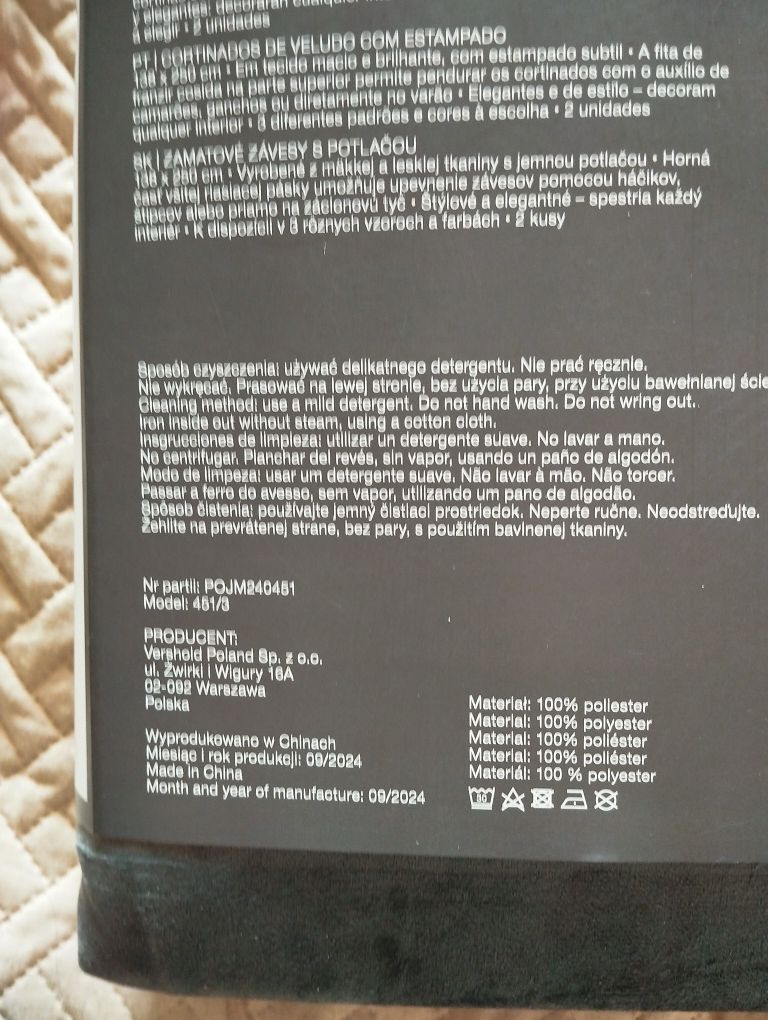 y elegantes: decorarán cualquier
a elegir • 2 unidades
PT | CORTINADOS DE VELUDO COM ESTAMPADO
cm • Em tecido macio e brilhante, com estampado subtil • A fita de
franzir cosida na parte superior permite pendurar os cortinados com o auxílio de
ganchos ou diretamente no varão • Elegantes e de estilo – decoram
qualquer interior • 3 diferentes padrões e cores à escolha • 2 unidades
SK | ZAMATOVÉ ZÁVESY S POTLAČOU
cm • Vyrobené z mäkkej a lesklej tkaniny s jemnou potlačou • Horná
časť všitej riasiacej pásky umožňuje upevnenie závesov pomocou háčikov,
štipcov alebo priamo na záclonovú tyč • Štýlové a elegantné – spestria každý
interiér • K dispozícii v 3 rôznych vzoroch a farbách • 2 kusy
Sposób czyszczenia: używać delikatnego detergentu. Nie prać ręcznie.
Nie wykręcać. Prasować na lewej stronie, bez użycia pary, przy użyciu bawełnianej ście
Cleaning method: use a mild detergent. Do not hand wash. Do not wring out.
Iron inside out without steam, using a cotton cloth.
Insgrucciones de limpieza: utilizar un detergente suave. No lavar a mano.
No centrifugar. Planchar del revés, sin vapor, usando un paño de algodón.
Modo de limpeza: usar um detergente suave. Não lavar à mão. Não torcer.
Passar a ferro do avesso, sem vapor, utilizando um pano de algodão.
Spôsob čistenia: používajte jemný čistiaci prostriedok. Neperte ručne. Neodstreďujte.
Žehlite na prevrátenej strane, bez pary, s použitím bavlnenej tkaniny.
Nr partii: POJM240451
Model: 451/3
PRODUCENT:
Vershold Poland Sp. z o.o.
ul. Żwirki i Wigury 16A
02-092 Warszawa
Polska
Wyprodukowano w Chinach
Miesiąc i rok produkcji: 09/2024
Made in China
Month and year of manufacture: 09/2024
Materiał: 100% poliester
Material: 100% polyester
Material: 100% poliéster
Material: 100% poliéster
Materiál: 100 % polyester
30